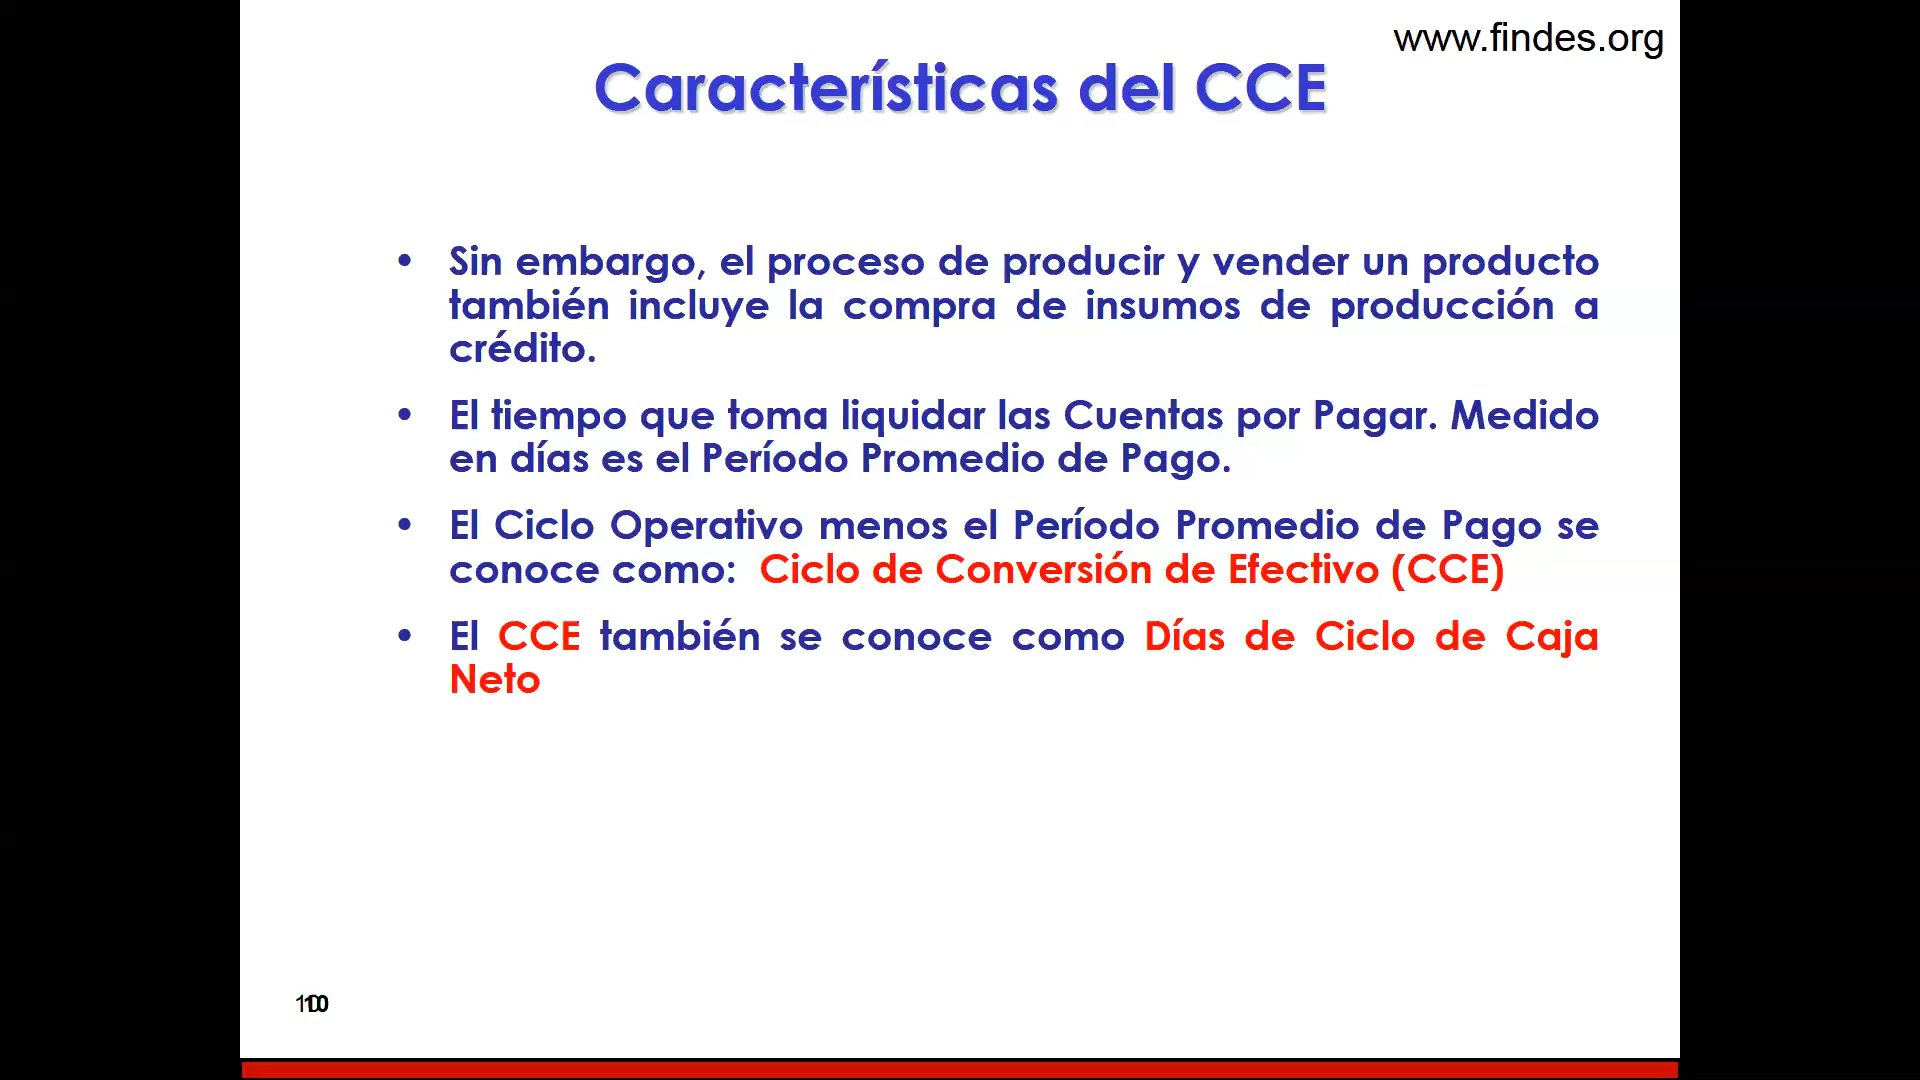 www.findes.org
Características del CCE
• Sin embargo, el proceso de producir y vender un producto
también incluye la compra de insumos de producción a
crédito.
• El tiempo que toma liquidar las Cuentas por Pagar. Medido
en días es el Período Promedio de Pago.
• El Ciclo Operativo menos el Período Promedio de Pago se
conoce como: Ciclo de Conversión de Efectivo (CCE)
• El CCE también se conoce como Días de Ciclo de Caja
Neto
10